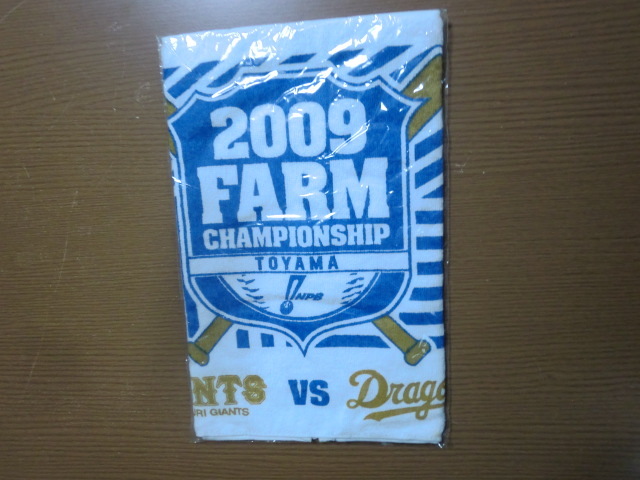 2009
FARM
CHAMPIONSHIP
TOYAMA
NPB
NTS VS Drago
RI GIANTS